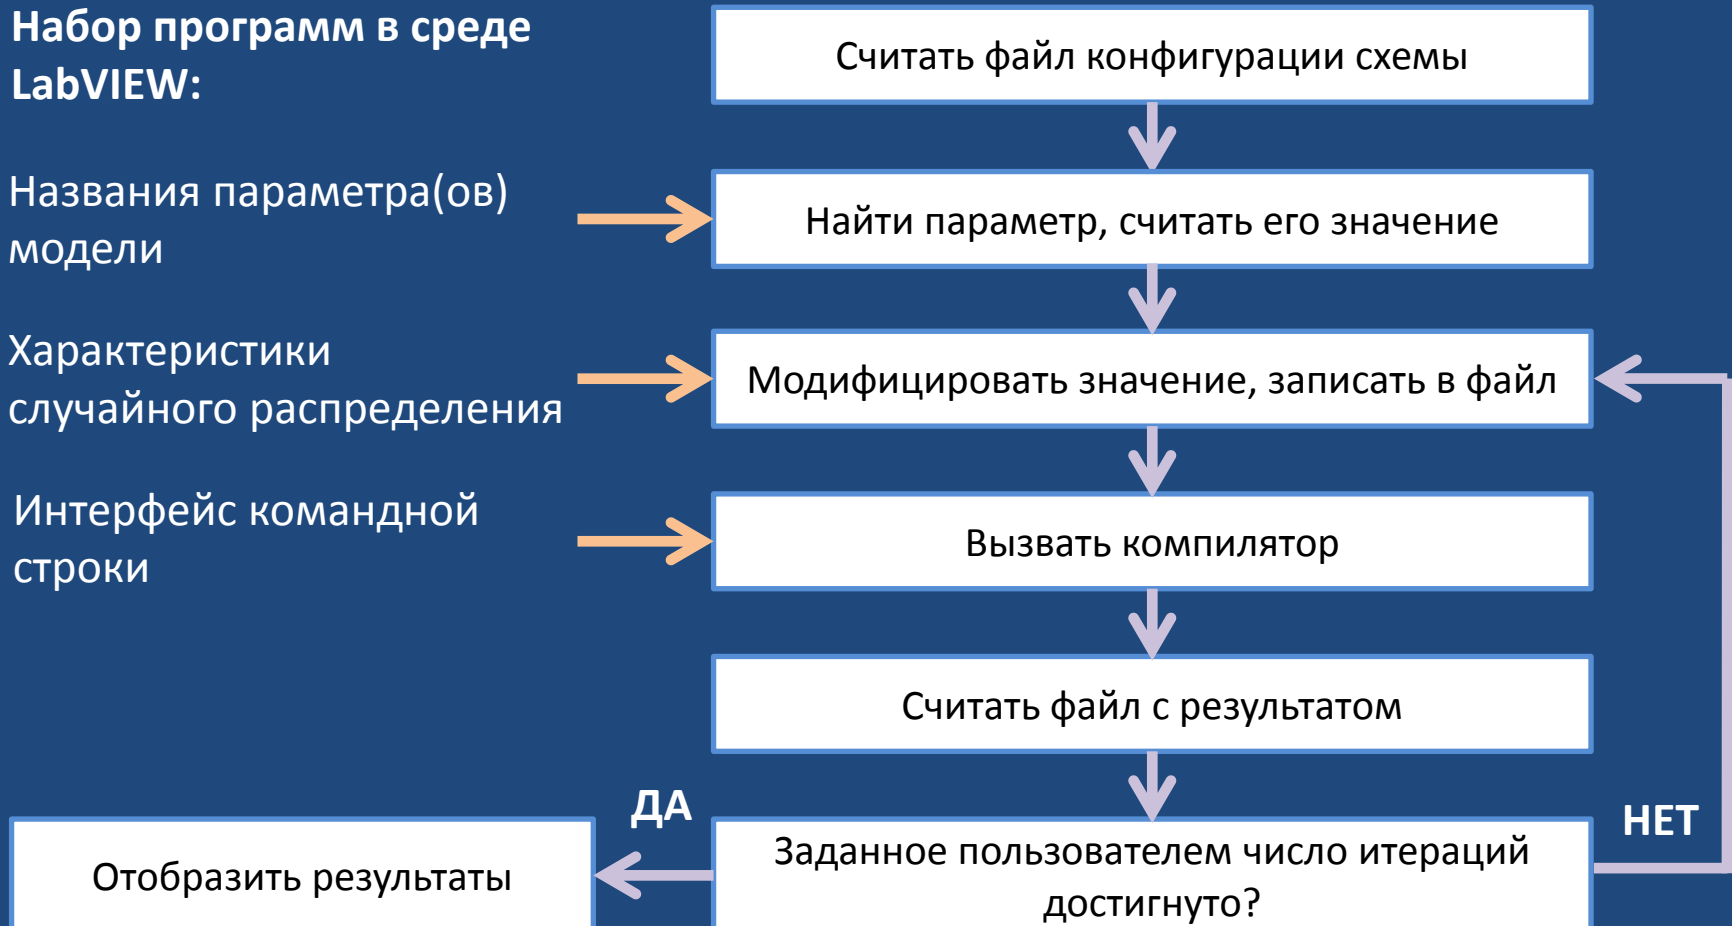 Набор программ в среде
LabVIEW:
Считать файл конфигурации схемы
Названия параметра(ов)
модели
Найти параметр, считать его значение
Характеристики
случайного распределения
Модифицировать значение, записать в файл
Интерфейс командной
строки
Вызвать компилятор
Считать файл с результатом
ДА
НЕТ
Заданное пользователем число итераций
достигнуто?
Отобразить результаты